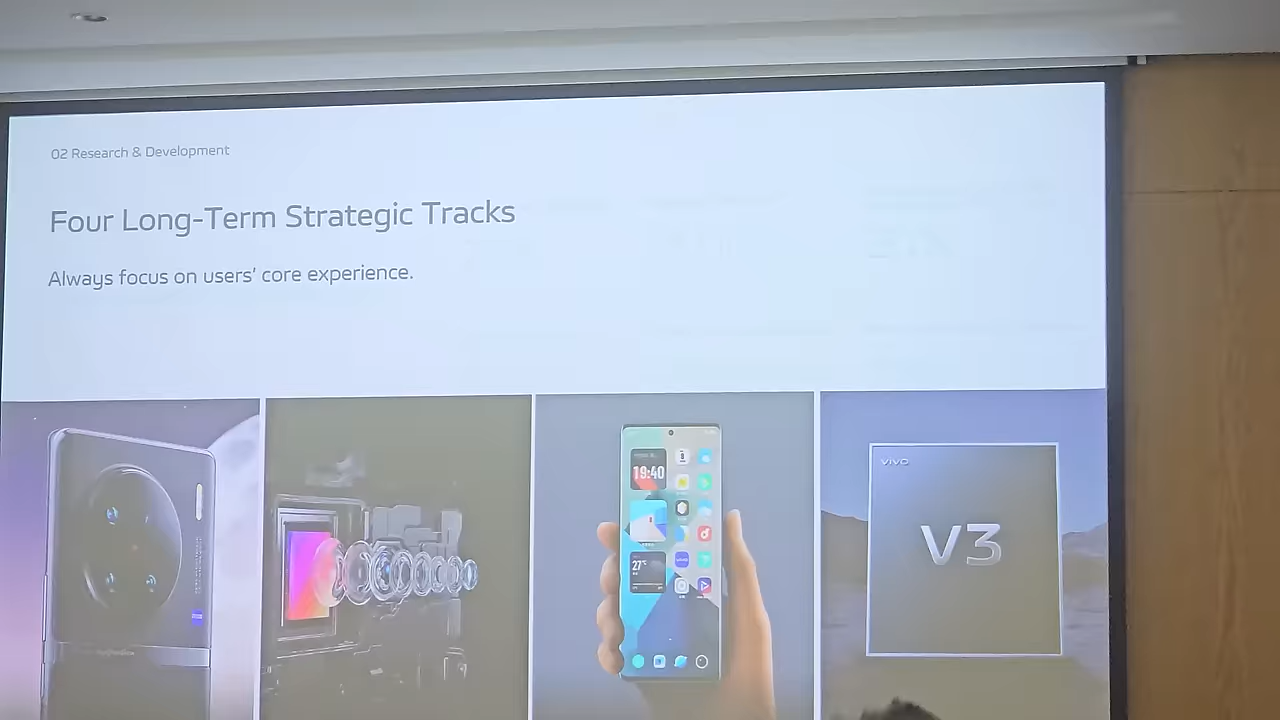 02 Research & Development
Four Long-Term Strategic Tracks
Always focus on users' core experience.
19:40
27°
vivo
V3